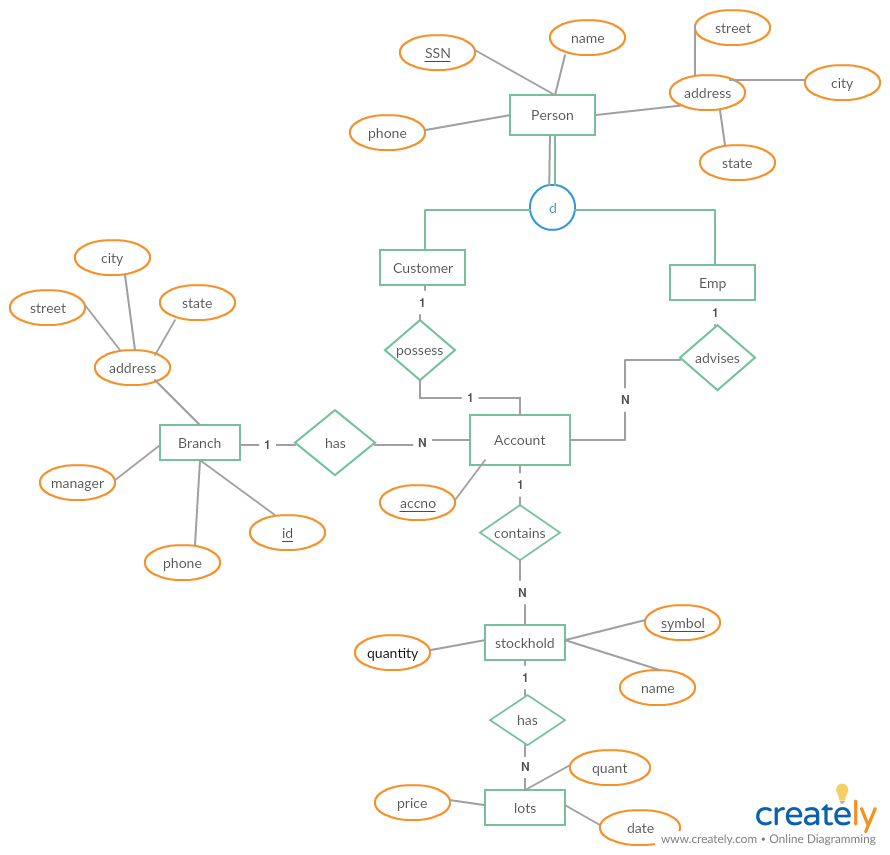 street
name
SSN
city
address
Person
phone
state
d
city
Customer
Emp
street
state
1
1
possess
advises
address
1
N
Branch
1
has
N
Account
manager
1
accno
id
contains
phone
N
symbol
quantity
stockhold
1
name
has
N
quant
price
lots
date
creately
www.creately.com • Online Diagramming